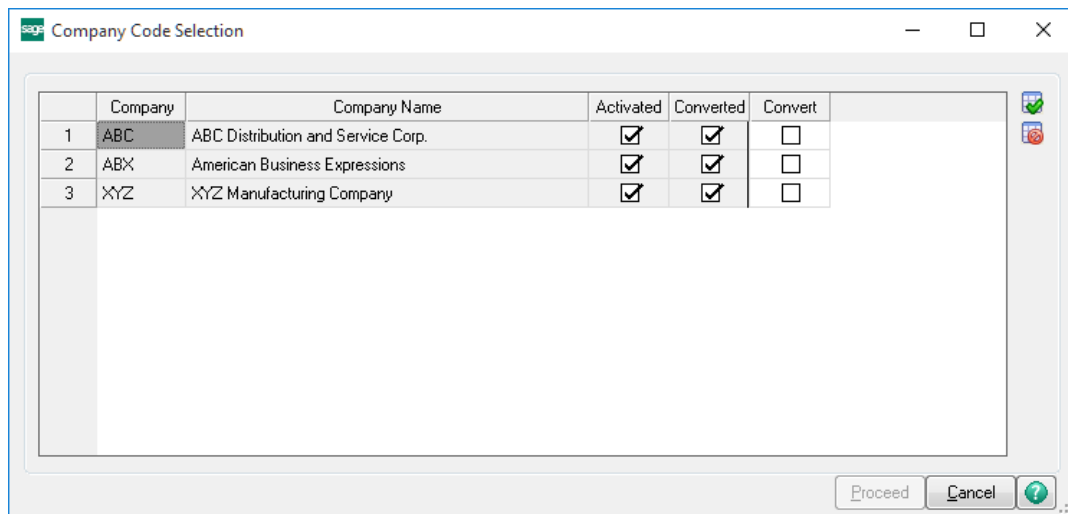 sage Company Code Selection
Company Company Name Activated Converted Convert
1 ABC ABC Distribution and Service Corp.
2 ABX American Business Expressions
3 XYZ XYZ Manufacturing Company
Proceed Cancel ?